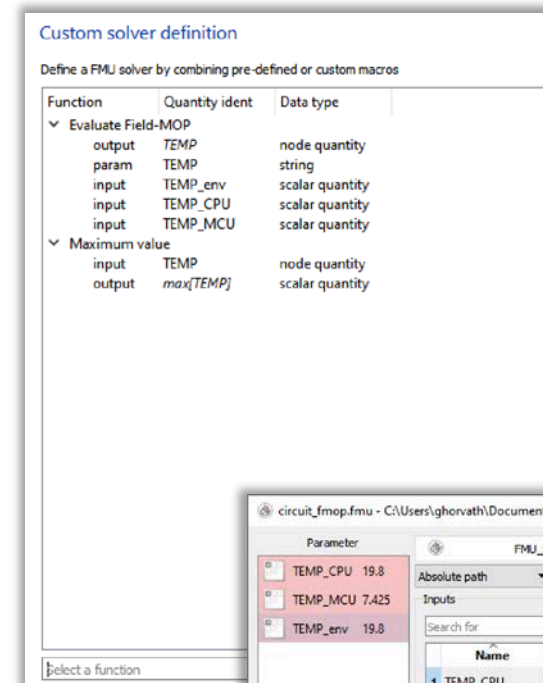 Custom solver definition
Define a FMU solver by combining pre-defined or custom macros
Function Quantity ident Data type
Evaluate Field-MOP
output TEMP node quantity
param TEMP string
input TEMP_env scalar quantity
input TEMP_CPU scalar quantity
input TEMP_MCU scalar quantity
Maximum value
input TEMP node quantity
output max[TEMP] scalar quantity
Select a function
circuit_fmop.fmu - C:\Users\ghorvath\Document
Parameter
TEMP_CPU 19.8
TEMP_MCU 7.425
TEMP_env 19.8
FMU_
Absolute path
Inputs
Search for
Name
1 TEMP_CPU